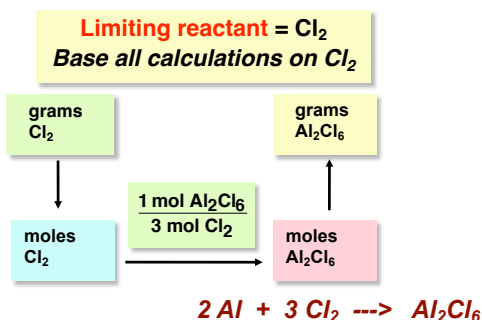 Limiting reactant = Cl₂
Base all calculations on Cl₂
grams
Cl₂
grams
Al₂Cl₆
1 mol Al₂Cl₆
3 mol Cl₂
moles
Cl₂
moles
Al₂Cl₆
2 Al + 3 Cl₂ ---> Al₂Cl₆